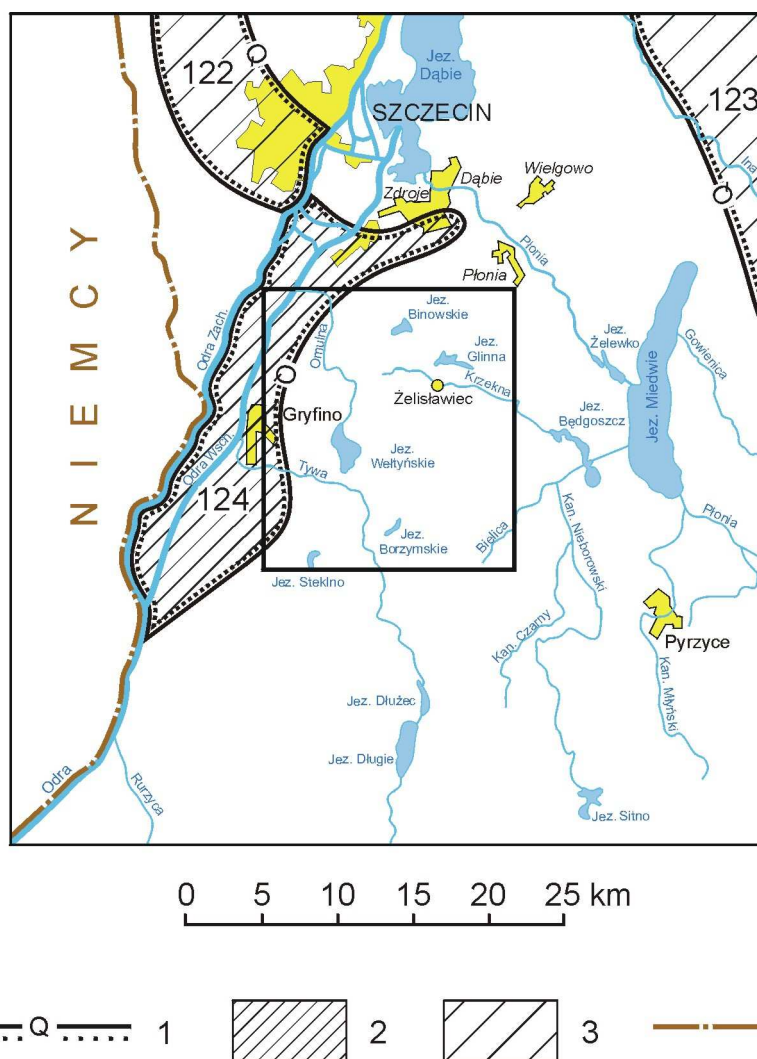 122
Q
Jez.
Dąbie
SZCZECIN
123
Ina
Q
Zdroje
Dąbie
Wielgowo
Płonia
Płonia
NIEMCY
Odra Zach.
Omulna
Jez.
Binowskie
Jez.
Glinna
Krzekna
Żelisławiec
Jez.
Żelewko
Gowienica
Jez. Miedwie
Q
Gryfino
Odra Wsch.
Jez.
Będgoszcz
Jez.
Wełtyńskie
Tywa
124
Jez.
Borzymskie
Bielica
Kan. Nieborowski
Płonia
Jez. Stekłno
Kan. Czarny
Pyrzyce
Kan. Młyński
Jez. Dłużec
Jez. Długie
Odra
Rurzyca
Jez. Sitno
0 5 10 15 20 25 km
Q 1 2 3